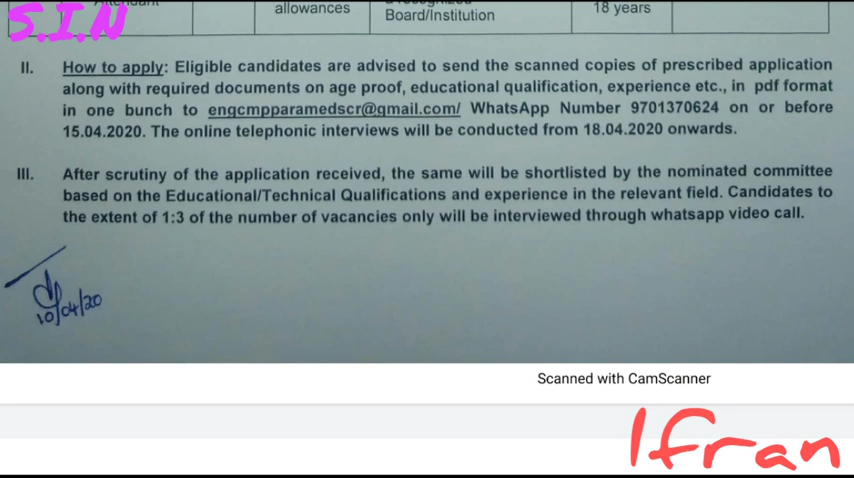 S.I.N
Attendant
allowances
Board/Institution
18 years
II. How to apply: Eligible candidates are advised to send the scanned copies of prescribed application
along with required documents on age proof, educational qualification, experience etc., in pdf format
in one bunch to engcmpparamedscr@gmail.com/ WhatsApp Number 9701370624 on or before
15.04.2020. The online telephonic interviews will be conducted from 18.04.2020 onwards.
III. After scrutiny of the application received, the same will be shortlisted by the nominated committee
based on the Educational/Technical Qualifications and experience in the relevant field. Candidates to
the extent of 1:3 of the number of vacancies only will be interviewed through whatsapp video call.
10/04/20
Scanned with CamScanner
Ifran